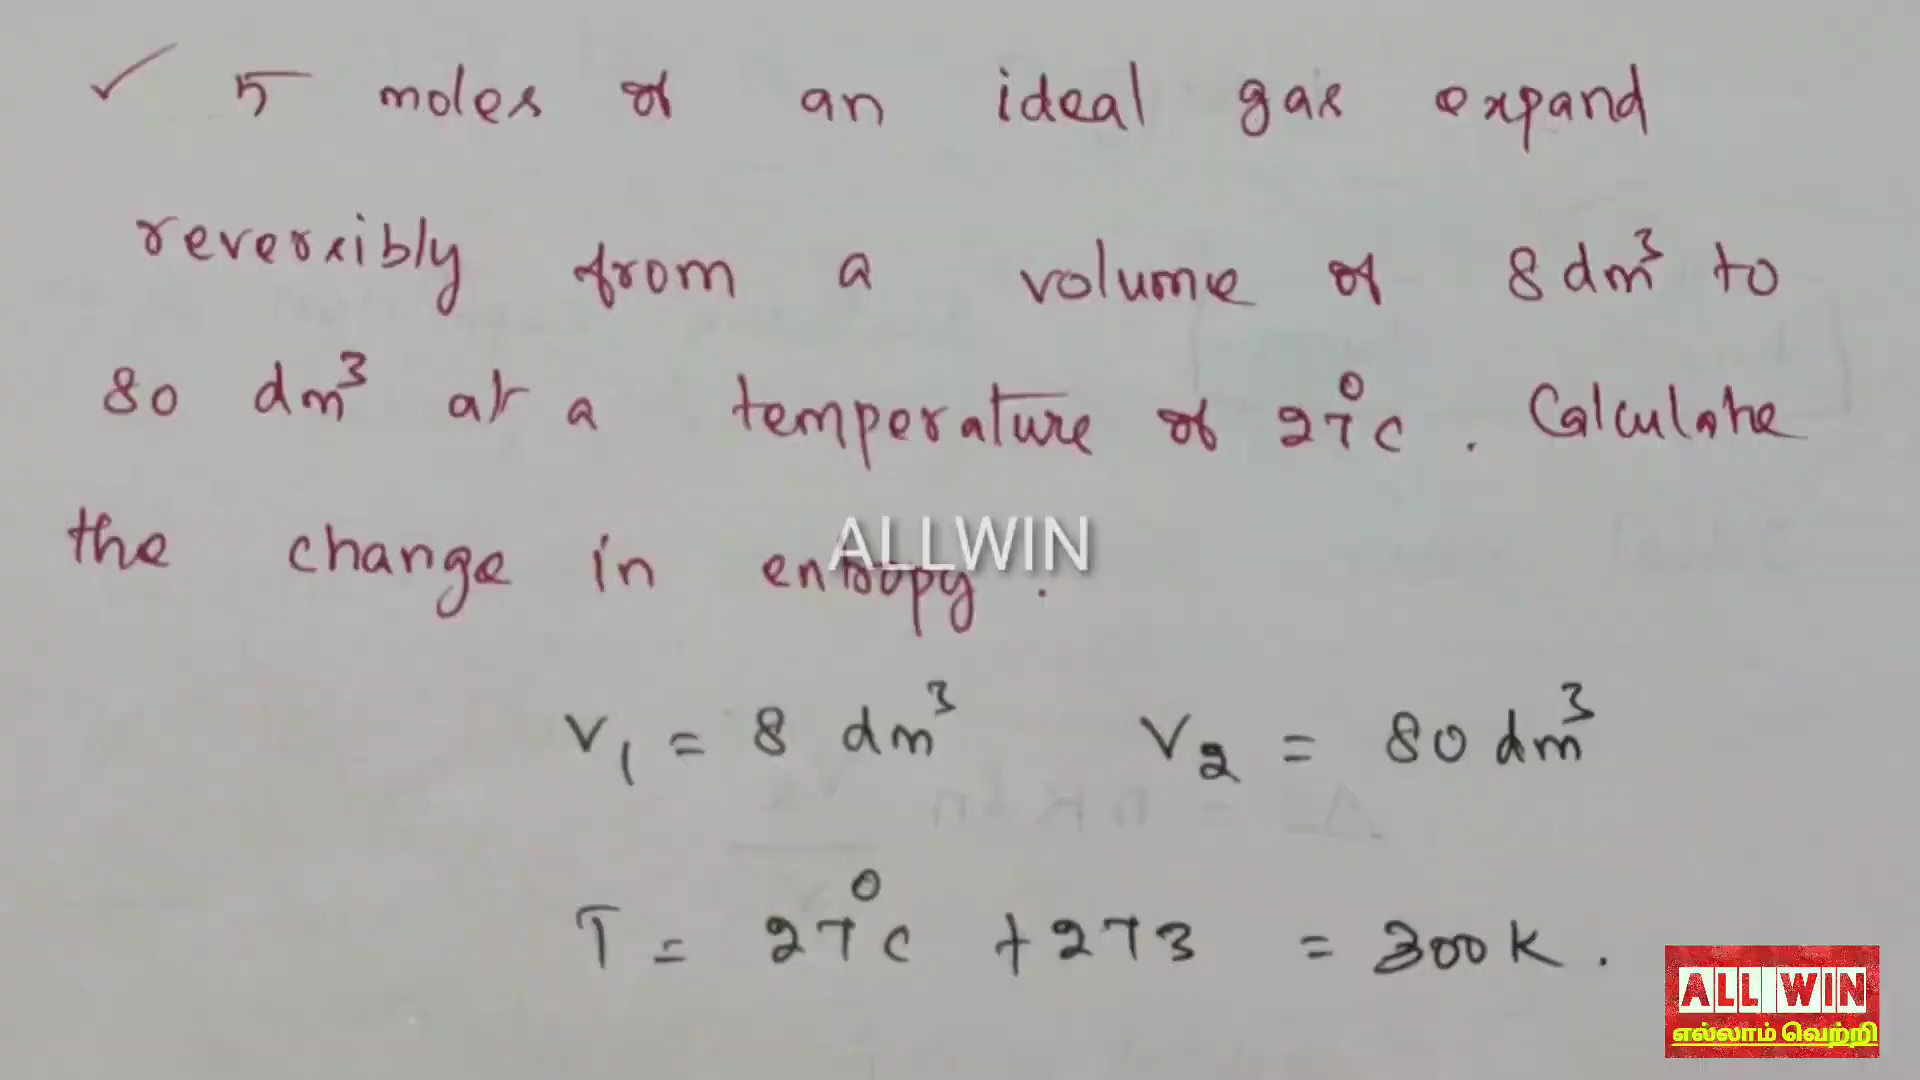 ✓ 5 moles of an ideal gas expand
reversibly from a volume of 8 dm³ to
80 dm³ at a temperature of 27°C. Calculate
the change in entropy.
ALLWIN
V₁ = 8 dm³ V₂ = 80 dm³
T = 27°C + 273 = 300K.
ALL WIN
எல்லாம் வெற்றி